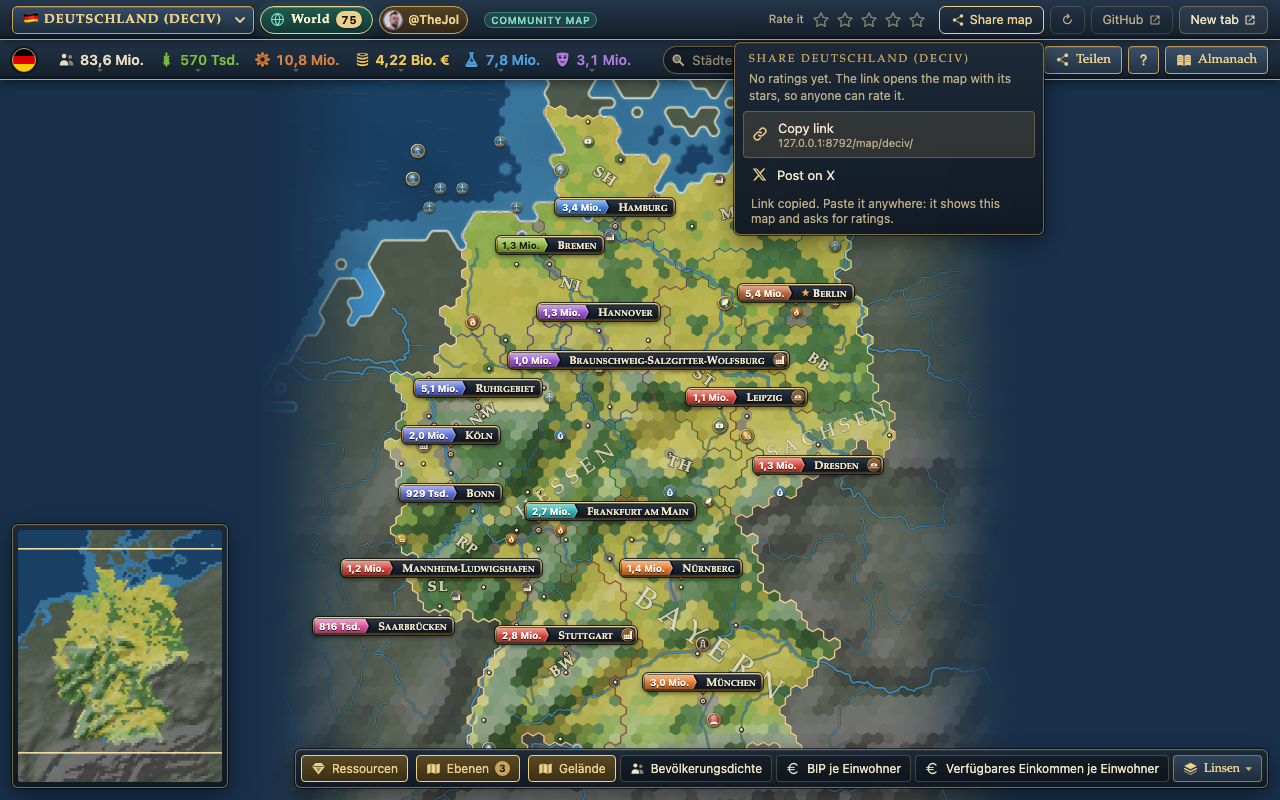 DEUTSCHLAND (DECIV)
World 75
@TheJol
COMMUNITY MAP
Rate it
Share map
GitHub
New tab
83,6 Mio.
570 Tsd.
10,8 Mio.
4,22 Bio. €
7,8 Mio.
3,1 Mio.
Städte
Teilen
?
Almanach
SHARE DEUTSCHLAND (DECIV)
No ratings yet. The link opens the map with its
stars, so anyone can rate it.
Copy link
127.0.0.1:8792/map/deciv/
Post on X
Link copied. Paste it anywhere: it shows this
map and asks for ratings.
SH
3,4 Mio. HAMBURG
M
1,3 Mio. BREMEN
NI
5,4 Mio. BERLIN
1,3 Mio. HANNOVER
1,0 Mio. BRAUNSCHWEIG-SALZGITTER-WOLFSBURG
BB
ST
5,1 Mio. RUHRGEBIET
1,1 Mio. LEIPZIG
NW
SACHSEN
2,0 Mio. KÖLN
TH
1,3 Mio. DRESDEN
HESSEN
929 Tsd. BONN
2,7 Mio. FRANKFURT AM MAIN
RP
1,2 Mio. MANNHEIM-LUDWIGSHAFEN
1,4 Mio. NÜRNBERG
SL
BAYERN
816 Tsd. SAARBRÜCKEN
2,8 Mio. STUTTGART
BW
3,0 Mio. MÜNCHEN
Ressourcen
Ebenen 3
Gelände
Bevölkerungsdichte
€ BIP je Einwohner
€ Verfügbares Einkommen je Einwohner
Linsen